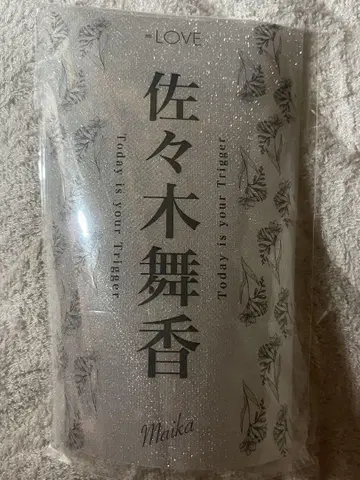 =LOVE
佐々木舞香
Today is your Trigger
Today is your Trigger
Maika